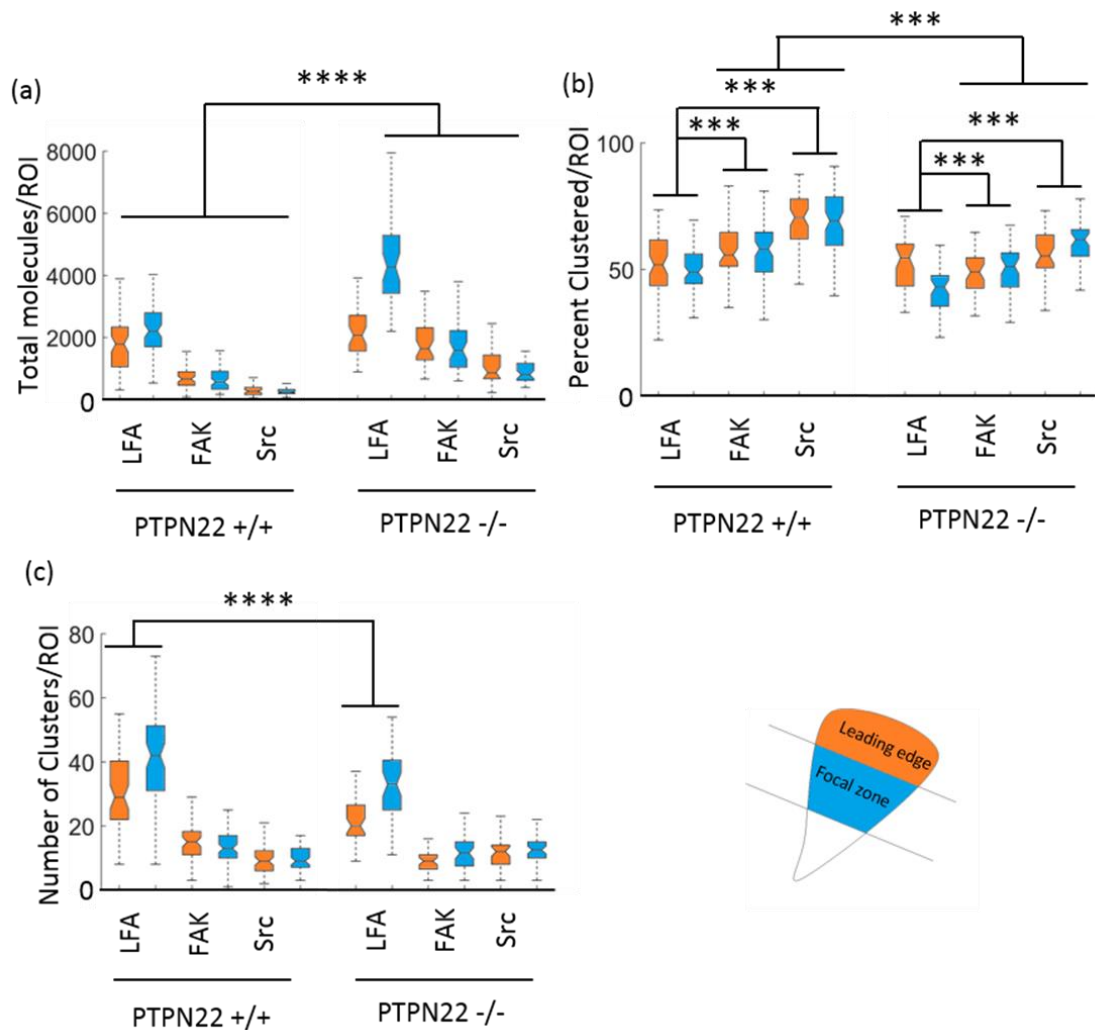 (a)
****
Total molecules/ROI
8000
6000
4000
2000
0
LFA
FAK
Src
LFA
FAK
Src
PTPN22 +/+
PTPN22 -/-
(b)
***
***
***
***
***
Percent Clustered/ROI
100
50
0
LFA
FAK
Src
LFA
FAK
Src
PTPN22 +/+
PTPN22 -/-
(c)
****
Number of Clusters/ROI
80
60
40
20
0
LFA
FAK
Src
LFA
FAK
Src
PTPN22 +/+
PTPN22 -/-
Leading edge
Focal zone